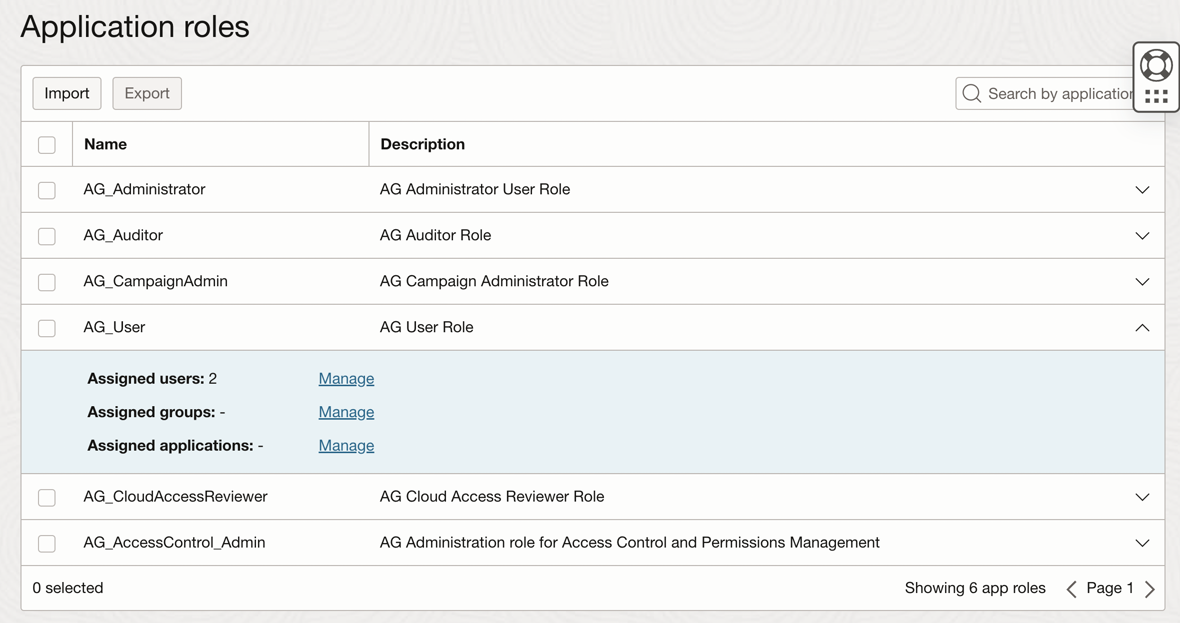 Application roles
Import Export Search by application
Name Description
AG_Administrator AG Administrator User Role
AG_Auditor AG Auditor Role
AG_CampaignAdmin AG Campaign Administrator Role
AG_User AG User Role
Assigned users: 2 Manage
Assigned groups: - Manage
Assigned applications: - Manage
AG_CloudAccessReviewer AG Cloud Access Reviewer Role
AG_AccessControl_Admin AG Administration role for Access Control and Permissions Management
0 selected Showing 6 app roles Page 1